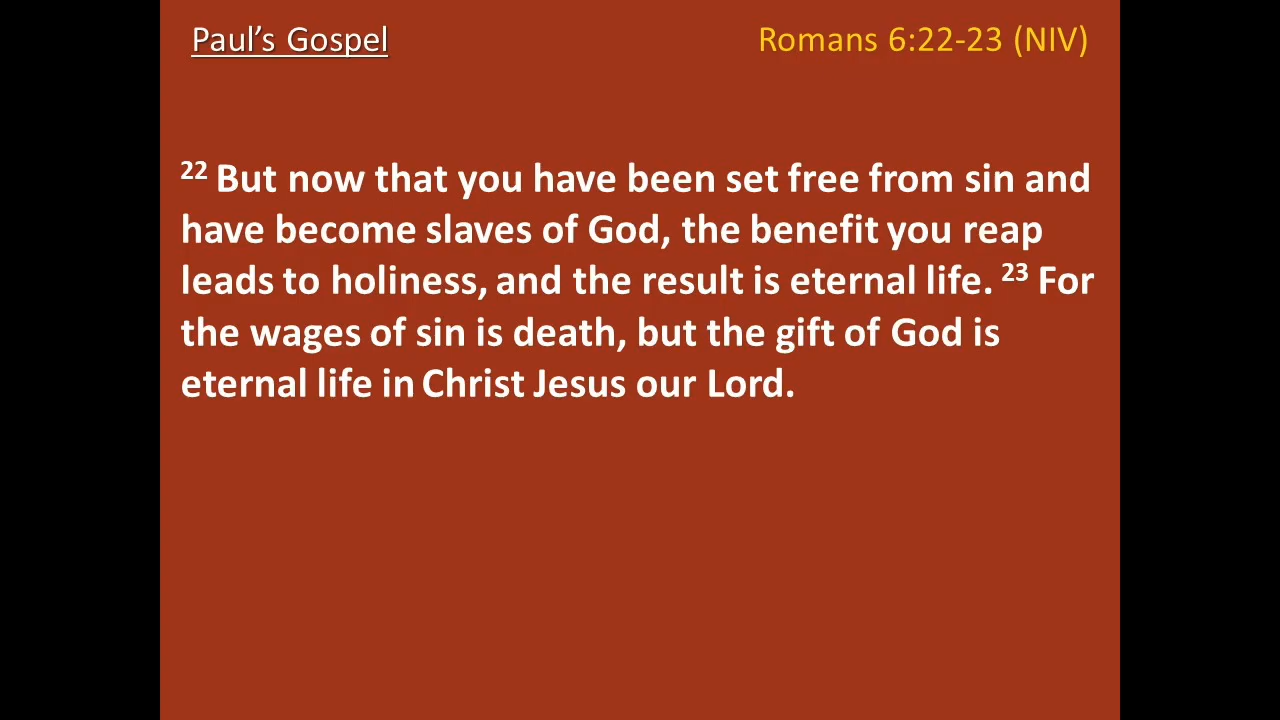 Paul's Gospel
Romans 6:22-23 (NIV)
22 But now that you have been set free from sin and
have become slaves of God, the benefit you reap
leads to holiness, and the result is eternal life. 23 For
the wages of sin is death, but the gift of God is
eternal life in Christ Jesus our Lord.